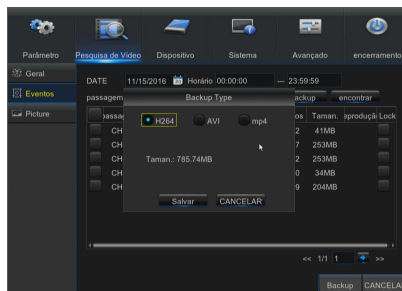 Parâmetro Pesquisa de Vídeo Dispositivo Sistema Avançado encerramento
Geral
Eventos
Picture
DATE 11/15/2016 Horário 00:00:00 — 23:59:59
passagem ackup encontrar
Backup Type
passag os Taman. eproduçã Lock
H264 AVI mp4
CH 2 41MB
CH 7 253MB
CH 2 253MB
CH 0 34MB
CH 9 204MB
Taman.: 785.74MB
Salvar CANCELAR
<< 1/1 1 >>
Backup CANCELA